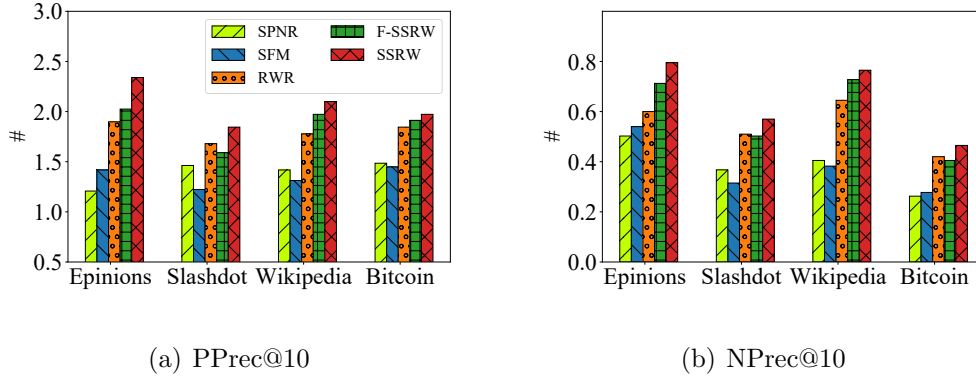 3.0
2.5
2.0
1.5
1.0
0.5
#
SPNR
SFM
RWR
F-SSRW
SSRW
Epinions Slashdot Wikipedia Bitcoin
(a) PPrec@10
0.8
0.6
0.4
0.2
0.0
#
Epinions Slashdot Wikipedia Bitcoin
(b) NPrec@10